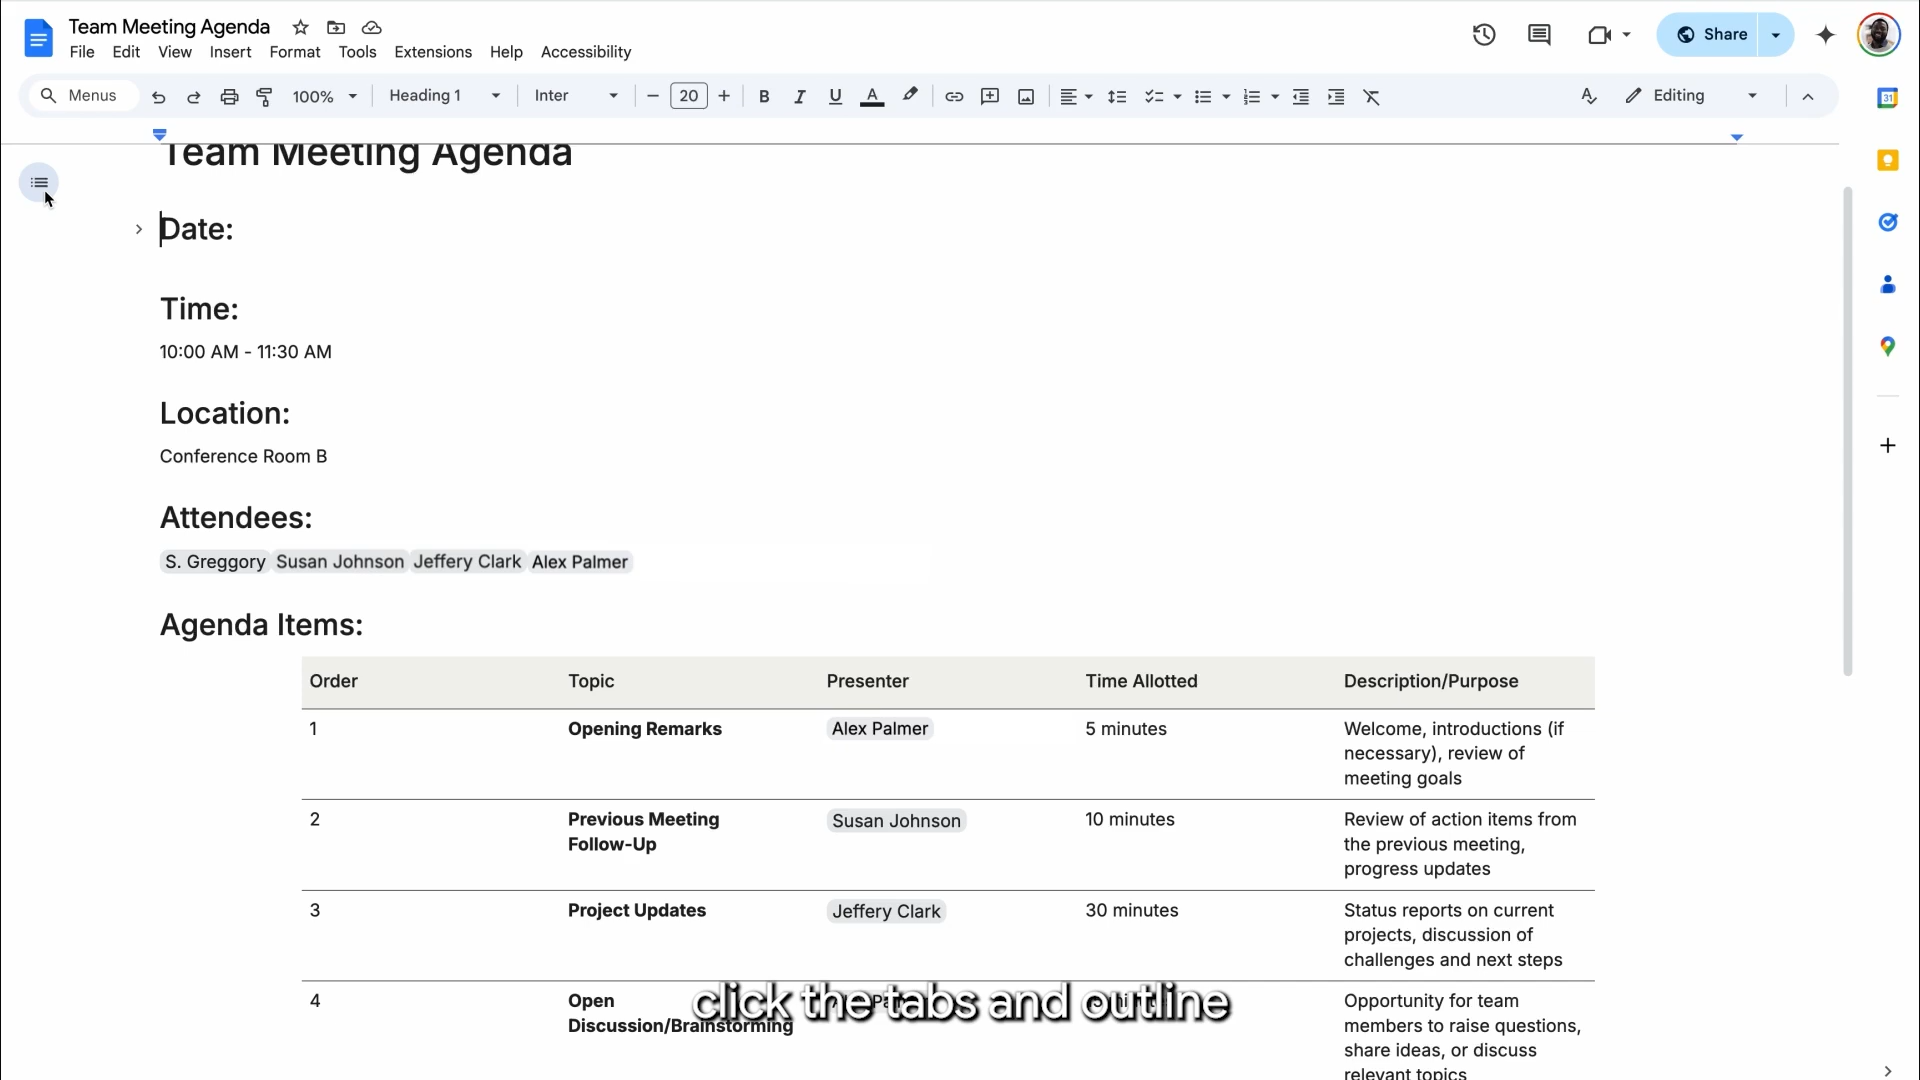 Team Meeting Agenda
File Edit View Insert Format Tools Extensions Help Accessibility
Share
Menus 100% Heading 1 Inter 20 B I U A Editing
31
Team Meeting Agenda
Date:
Time:
10:00 AM - 11:30 AM
Location:
Conference Room B
Attendees:
S. Greggory Susan Johnson Jeffery Clark Alex Palmer
Agenda Items:
Order Topic Presenter Time Allotted Description/Purpose
1 Opening Remarks Alex Palmer 5 minutes Welcome, introductions (if
necessary), review of
meeting goals
2 Previous Meeting Susan Johnson 10 minutes Review of action items from
Follow-Up the previous meeting,
progress updates
3 Project Updates Jeffery Clark 30 minutes Status reports on current
projects, discussion of
challenges and next steps
4 Open Opportunity for team
Discussion/Brainstorming members to raise questions,
share ideas, or discuss
relevant topics
click the tabs and outline